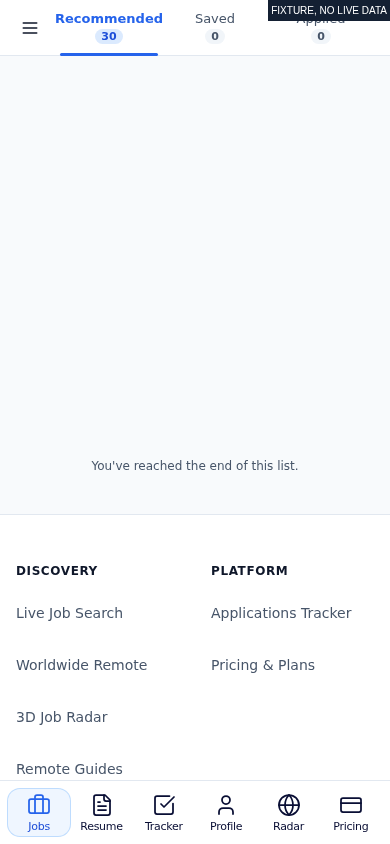 FIXTURE, NO LIVE DATA
Recommended Saved
30 0 0
You've reached the end of this list.
DISCOVERY PLATFORM
Live Job Search Applications Tracker
Worldwide Remote Pricing & Plans
3D Job Radar
Remote Guides
Jobs Resume Tracker Profile Radar Pricing